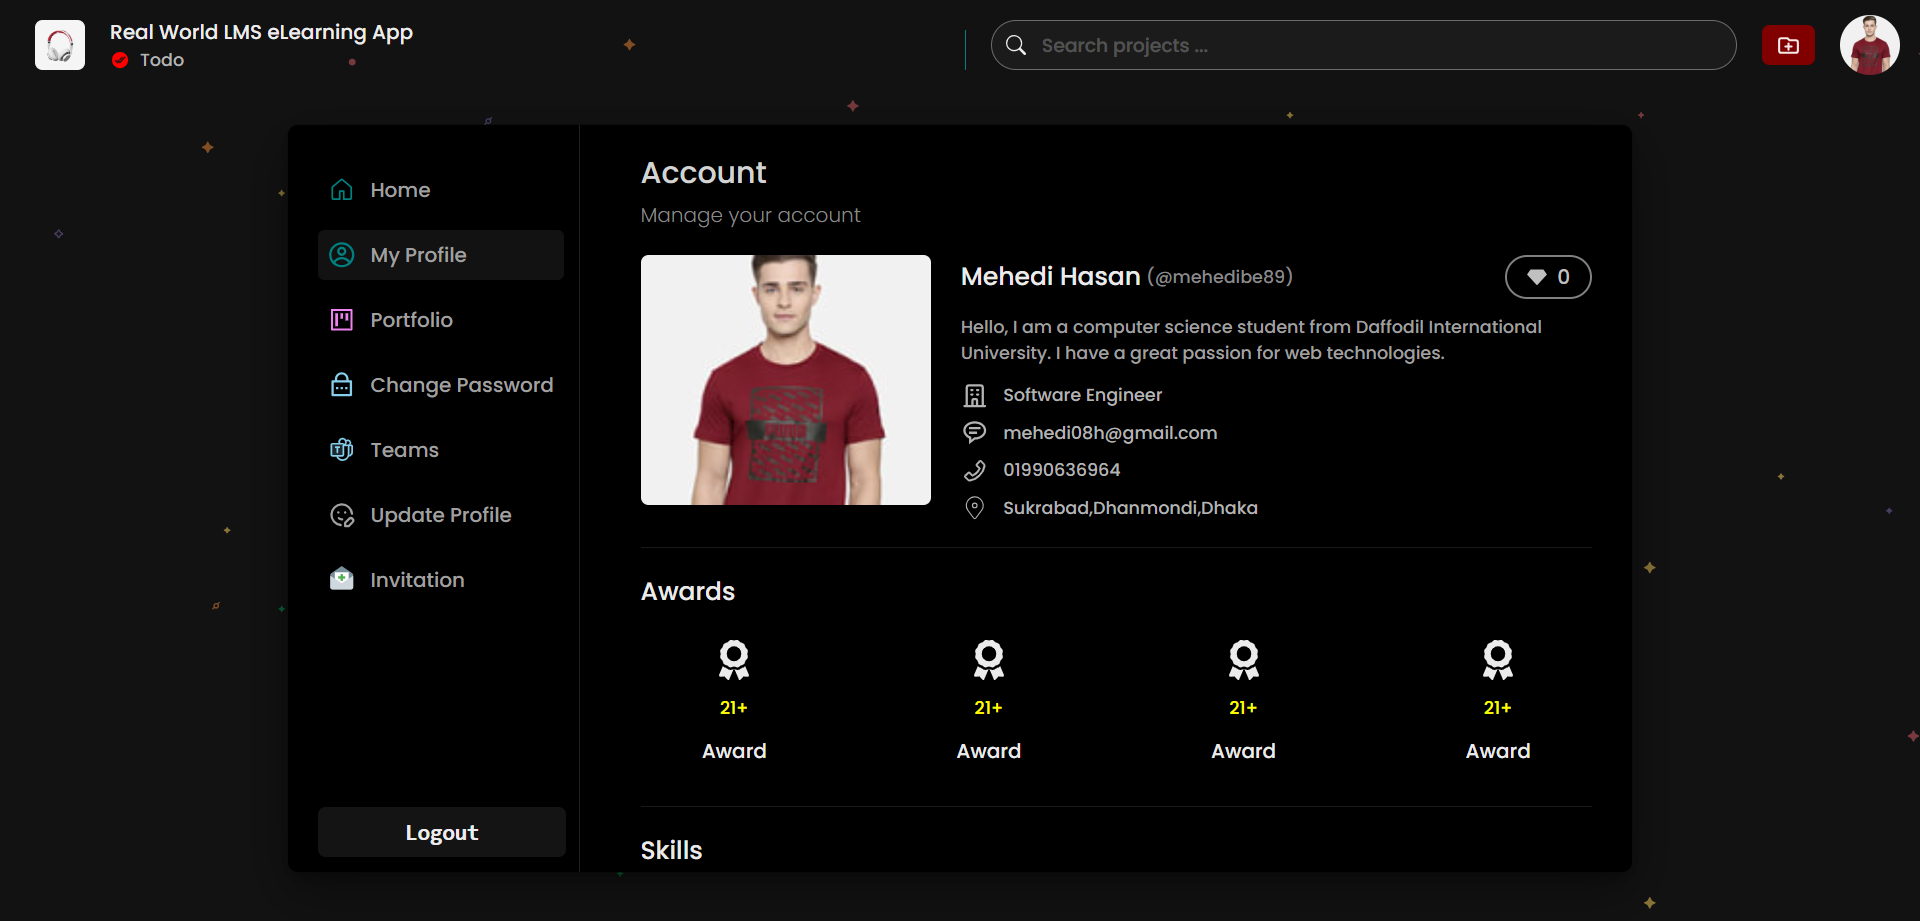 Real World LMS eLearning App
Todo
Search projects ...
Home
My Profile
Portfolio
Change Password
Teams
Update Profile
Invitation
Logout
Account
Manage your account
Mehedi Hasan (@mehedibe89)
0
Hello, I am a computer science student from Daffodil International
University. I have a great passion for web technologies.
Software Engineer
mehedi08h@gmail.com
01990636964
Sukrabad,Dhanmondi,Dhaka
Awards
21+ 21+ 21+ 21+
Award Award Award Award
Skills